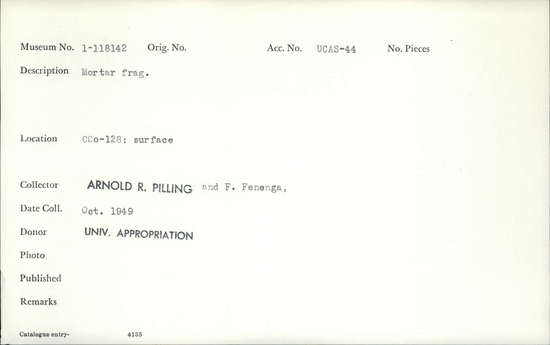 Museum No. 1-118142 Orig. No. Acc. No. UCAS-44 No. Pieces
Description Mortar frag.
Location CCo-128: surface
Collector ARNOLD R. PILLING and F. Fenenga,
Date Coll. Oct. 1949
Donor UNIV. APPROPRIATION
Photo
Published
Remarks
Catalogue entry- 4155